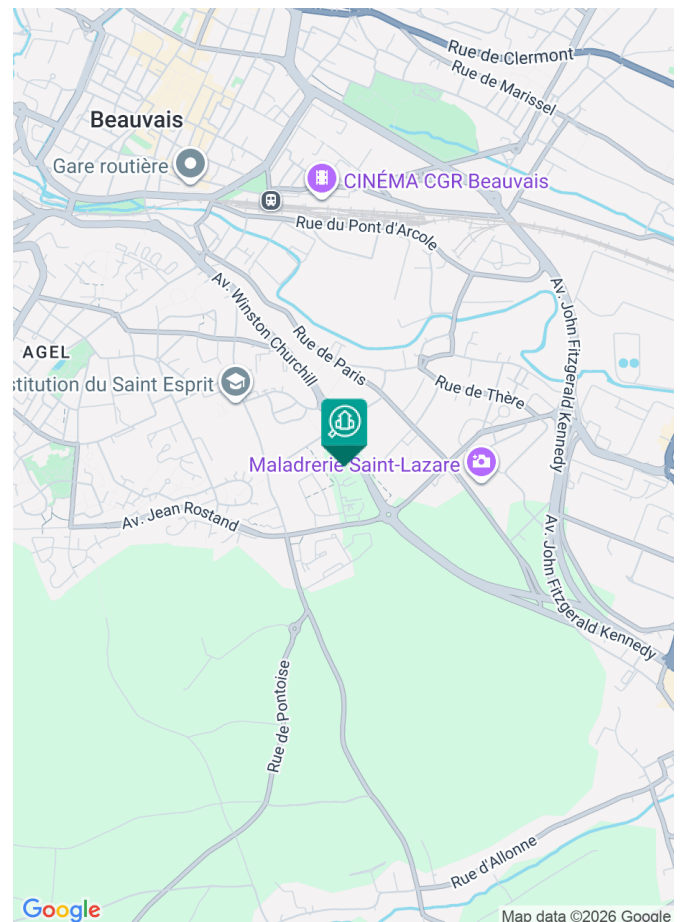 Rue de Clermont
Rue de Marissel
Beauvais
Gare routière
CINÉMA CGR Beauvais
Rue du Pont d'Arcole
Av. Winston Churchill
Av. John Fitzgerald Kennedy
Rue de Paris
AGEL
stitution du Saint Esprit
Rue de Thère
Maladrerie Saint-Lazare
Av. Jean Rostand
Av. John Fitzgerald Kennedy
Rue de Pontoise
Rue d'Allonne
Google
Map data ©2026 Google